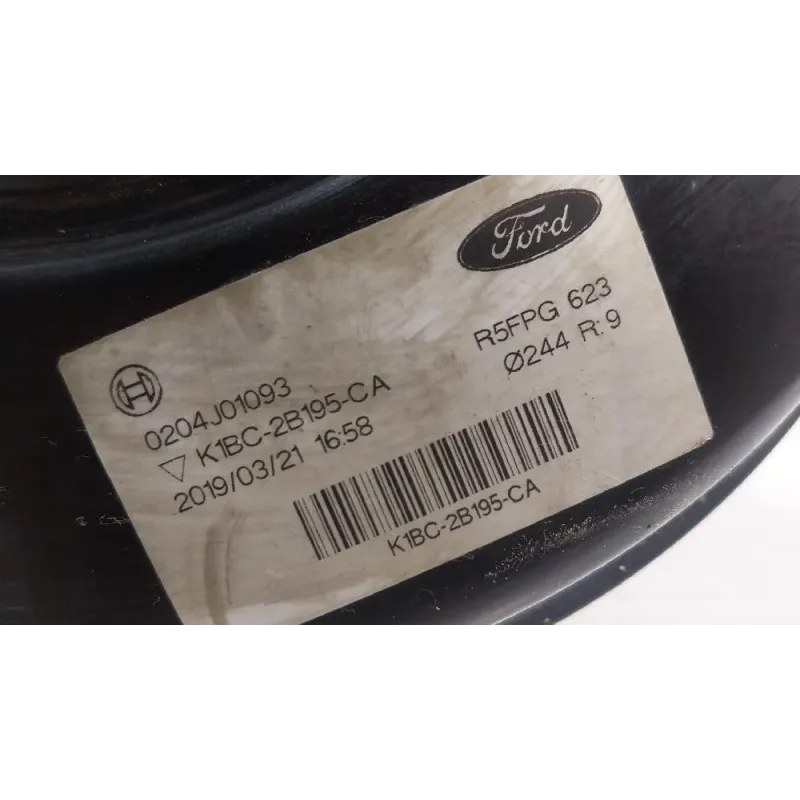 Ford
R5FPG 623
Ø244 R:9
0204J01093
▽ K1BC-2B195-CA
2019/03/21 16:58
K1BC-2B195-CA